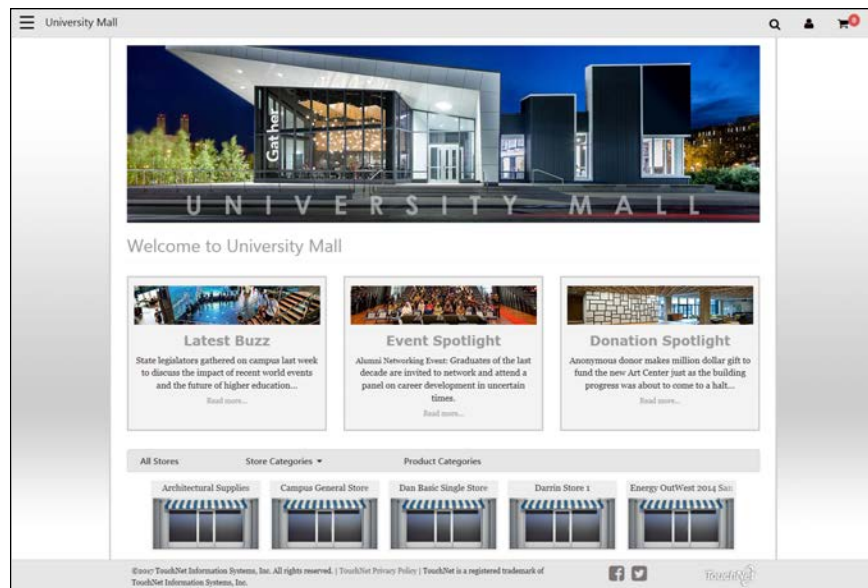 University Mall
0
Gather
UNIVERSITY MALL
Welcome to University Mall
Latest Buzz
State legislators gathered on campus last week
to discuss the impact of recent world events
and the future of higher education...
Read more...
Event Spotlight
Alumni Networking Event: Graduates of the last
decade are invited to network and attend a
panel on career development in uncertain
times.
Read more...
Donation Spotlight
Anonymous donor makes million dollar gift to
fund the new Art Center just as the building
progress was about to come to a halt...
Read more...
All Stores Store Categories Product Categories
Architectural Supplies Campus General Store Dan Basic Single Store Darrin Store 1 Energy OutWest 2014 San
©2017 TouchNet Information Systems, Inc. All rights reserved. | TouchNet Privacy Policy | TouchNet is a registered trademark of
TouchNet Information Systems, Inc.
TouchNet